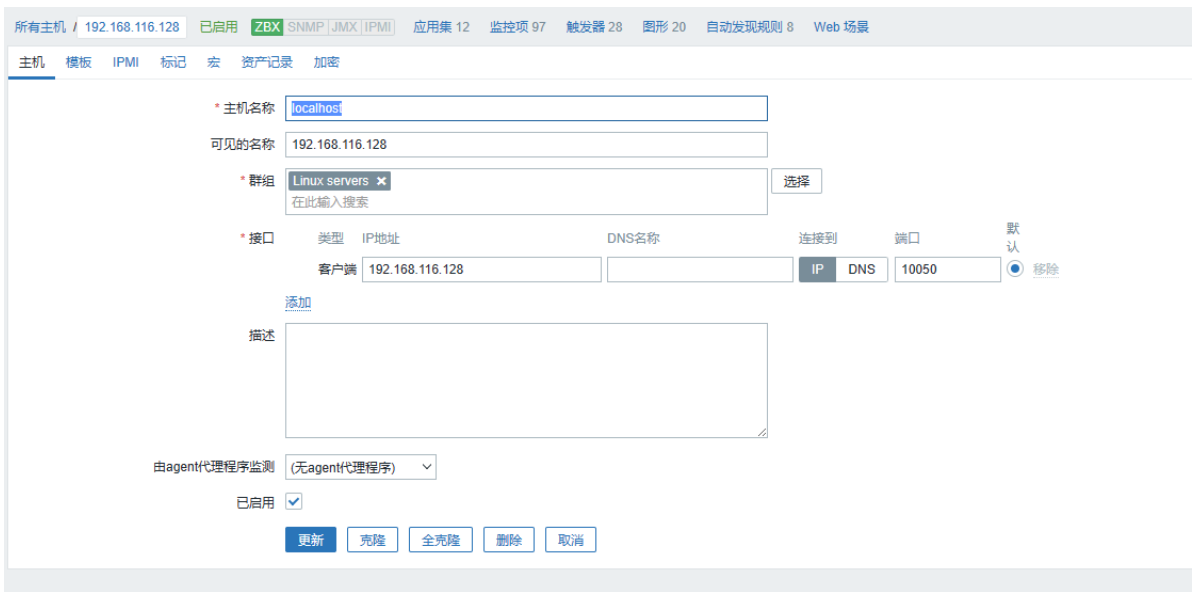 所有主机 / 192.168.116.128 已启用 ZBX SNMP JMX IPMI 应用集 12 监控项 97 触发器 28 图形 20 自动发现规则 8 Web 场景
主机 模板 IPMI 标记 宏 资产记录 加密
* 主机名称 localhost
可见的名称 192.168.116.128
* 群组 Linux servers × 选择
在此输入搜索
* 接口 类型 IP地址 DNS名称 连接到 端口 默认
客户端 192.168.116.128 IP DNS 10050 移除
添加
描述
由agent代理程序监测 (无agent代理程序)
已启用
更新 克隆 全克隆 删除 取消